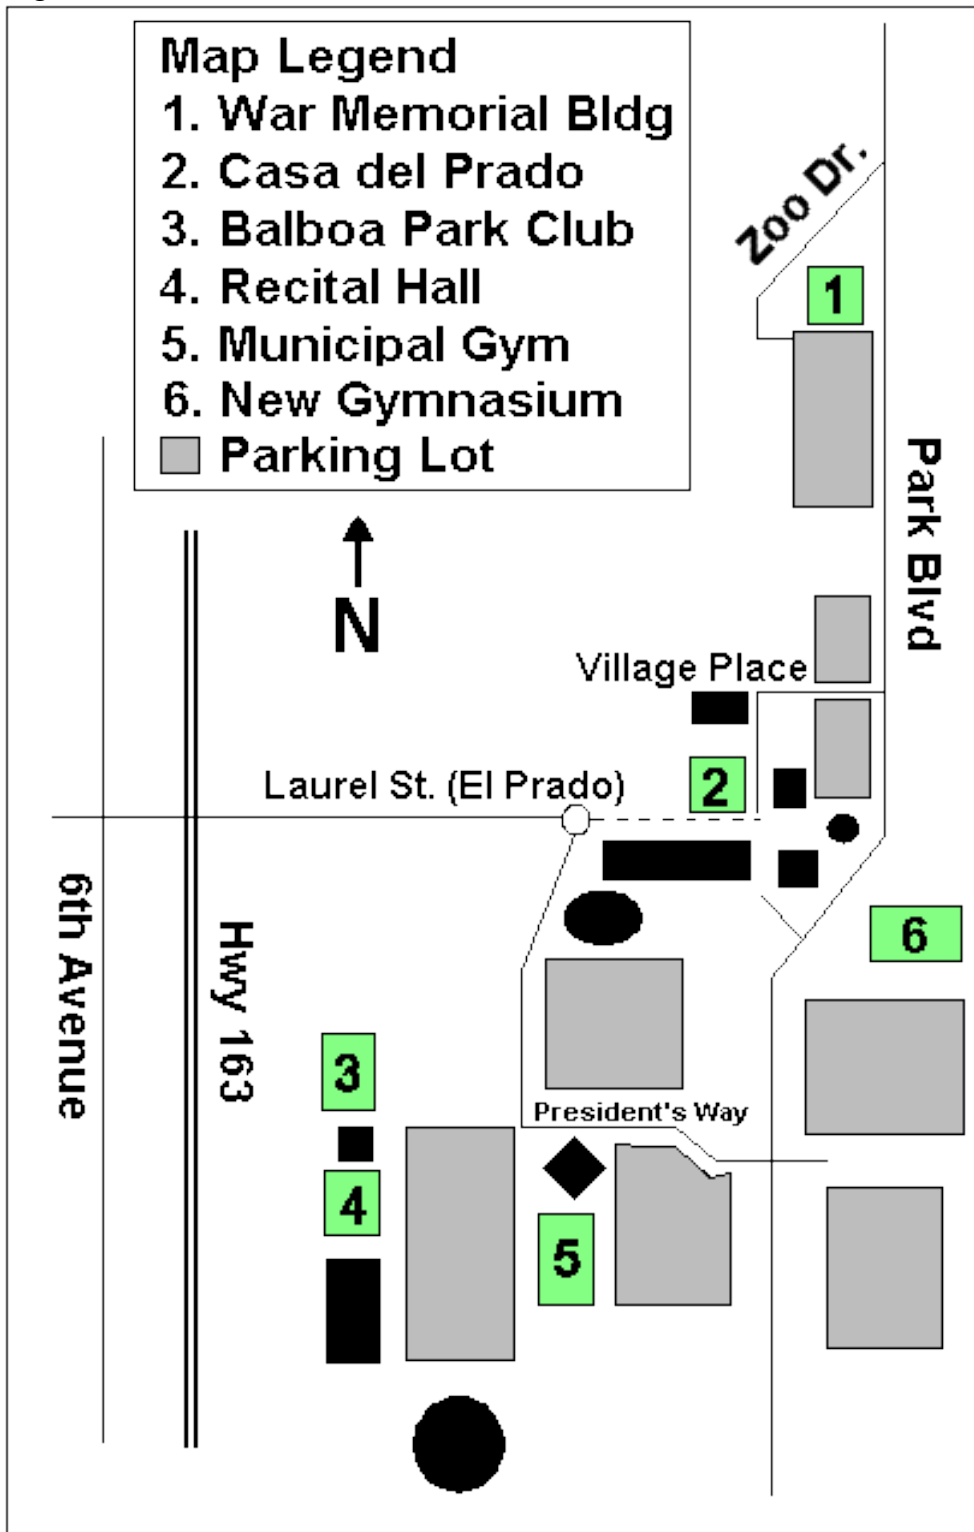 Map Legend
1. War Memorial Bldg
2. Casa del Prado
3. Balboa Park Club
4. Recital Hall
5. Municipal Gym
6. New Gymnasium
Parking Lot
Zoo Dr.
1
Park Blvd
N
Village Place
2
Laurel St. (El Prado)
6th Avenue
Hwy 163
6
3
President's Way
4
5